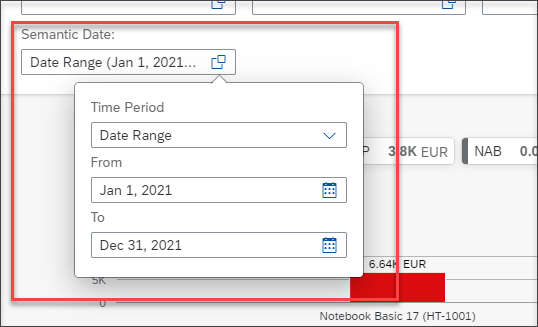 Semantic Date:
Date Range (Jan 1, 2021...
Time Period
Date Range
From
Jan 1, 2021
To
Dec 31, 2021
P 3.8K EUR
NAB 0.0
6.64K EUR
5K
0
Notebook Basic 17 (HT-1001)